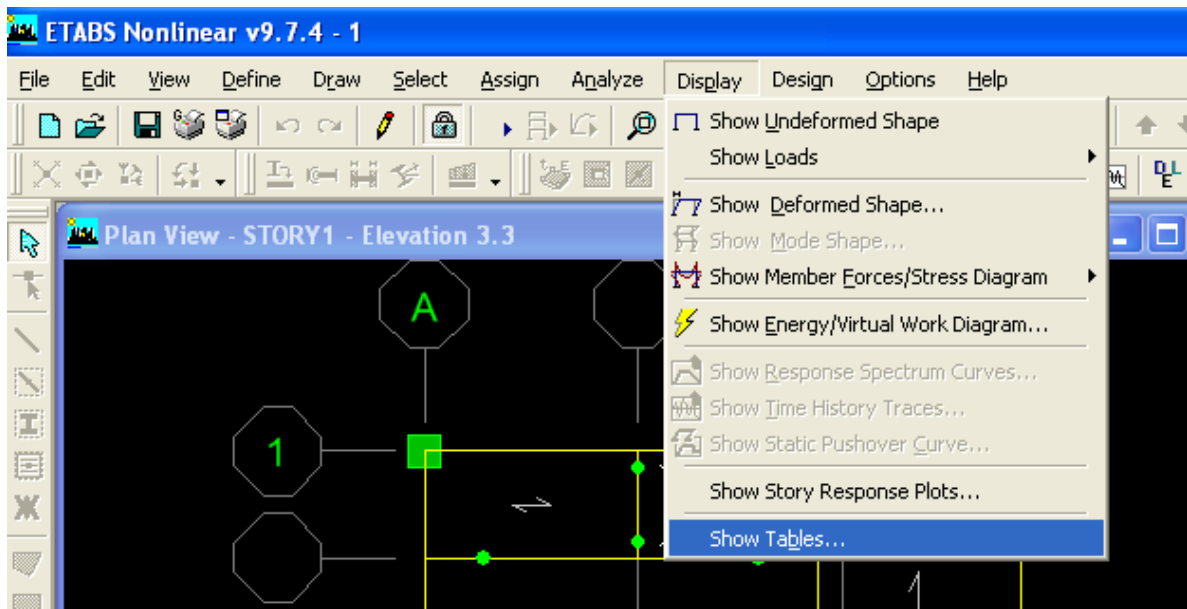 ETABS Nonlinear v9.7.4 - 1
File Edit View Define Draw Select Assign Analyze Display Design Options Help
Show Undeformed Shape
Show Loads
Show Deformed Shape...
Show Mode Shape...
Show Member Forces/Stress Diagram
Show Energy/Virtual Work Diagram...
Show Response Spectrum Curves...
Show Time History Traces...
Show Static Pushover Curve...
Show Story Response Plots...
Show Tables...
Plan View - STORY1 - Elevation 3.3
A
1